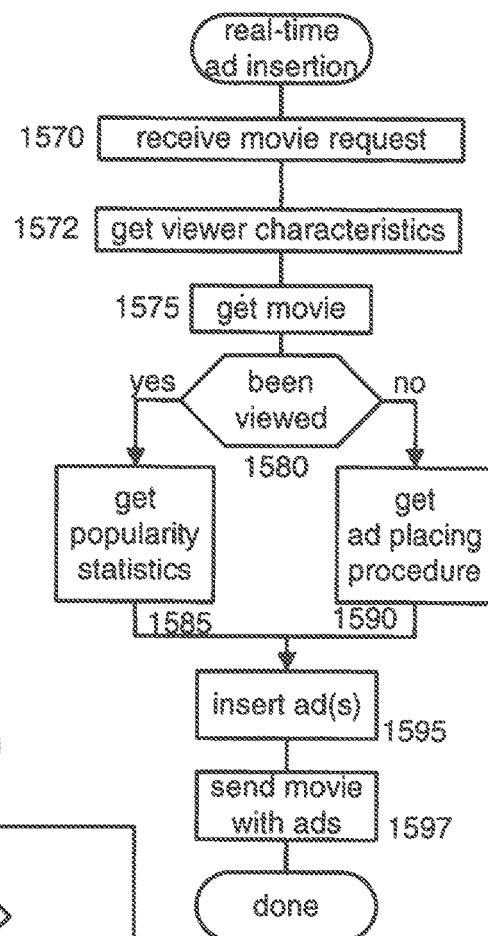 real-time
ad insertion
1570
receive movie request
1572
get viewer characteristics
1575
get movie
yes
been
viewed
no
1580
get
popularity
statistics
1585
get
ad placing
procedure
1590
insert ad(s)
1595
send movie
with ads
1597
done